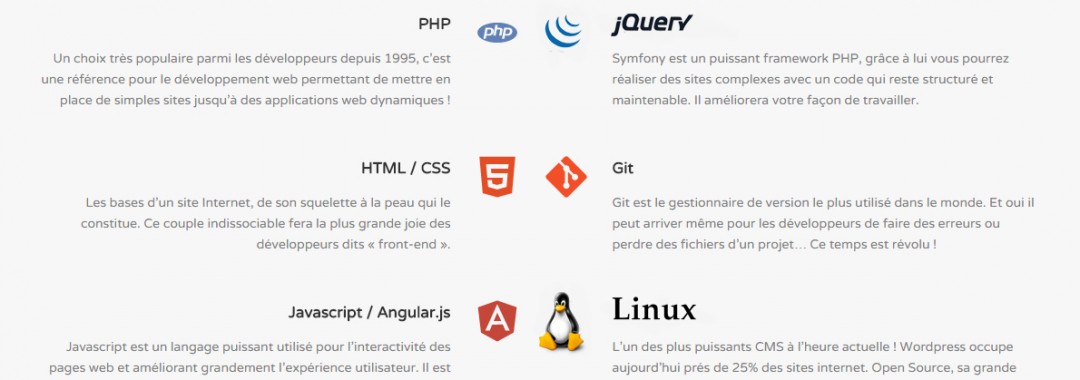 PHP
php
Un choix très populaire parmi les développeurs depuis 1995, c'est
une référence pour le développement web permettant de mettre en
place de simples sites jusqu'à des applications web dynamiques !
jQuery
Symfony est un puissant framework PHP, grâce à lui vous pourrez
réaliser des sites complexes avec un code qui reste structuré et
maintenable. Il améliorera votre façon de travailler.
HTML / CSS
5
Les bases d'un site Internet, de son squelette à la peau qui le
constitue. Ce couple indissociable fera la plus grande joie des
développeurs dits « front-end ».
Git
Git est le gestionnaire de version le plus utilisé dans le monde. Et oui il
peut arriver même pour les développeurs de faire des erreurs ou
perdre des fichiers d'un projet… Ce temps est révolu !
Javascript / Angular.js
A
Javascript est un langage puissant utilisé pour l'interactivité des
pages web et améliorant grandement l'expérience utilisateur. Il est
Linux
L'un des plus puissants CMS à l'heure actuelle ! Wordpress occupe
aujourd'hui prés de 25% des sites internet. Open Source, sa grande